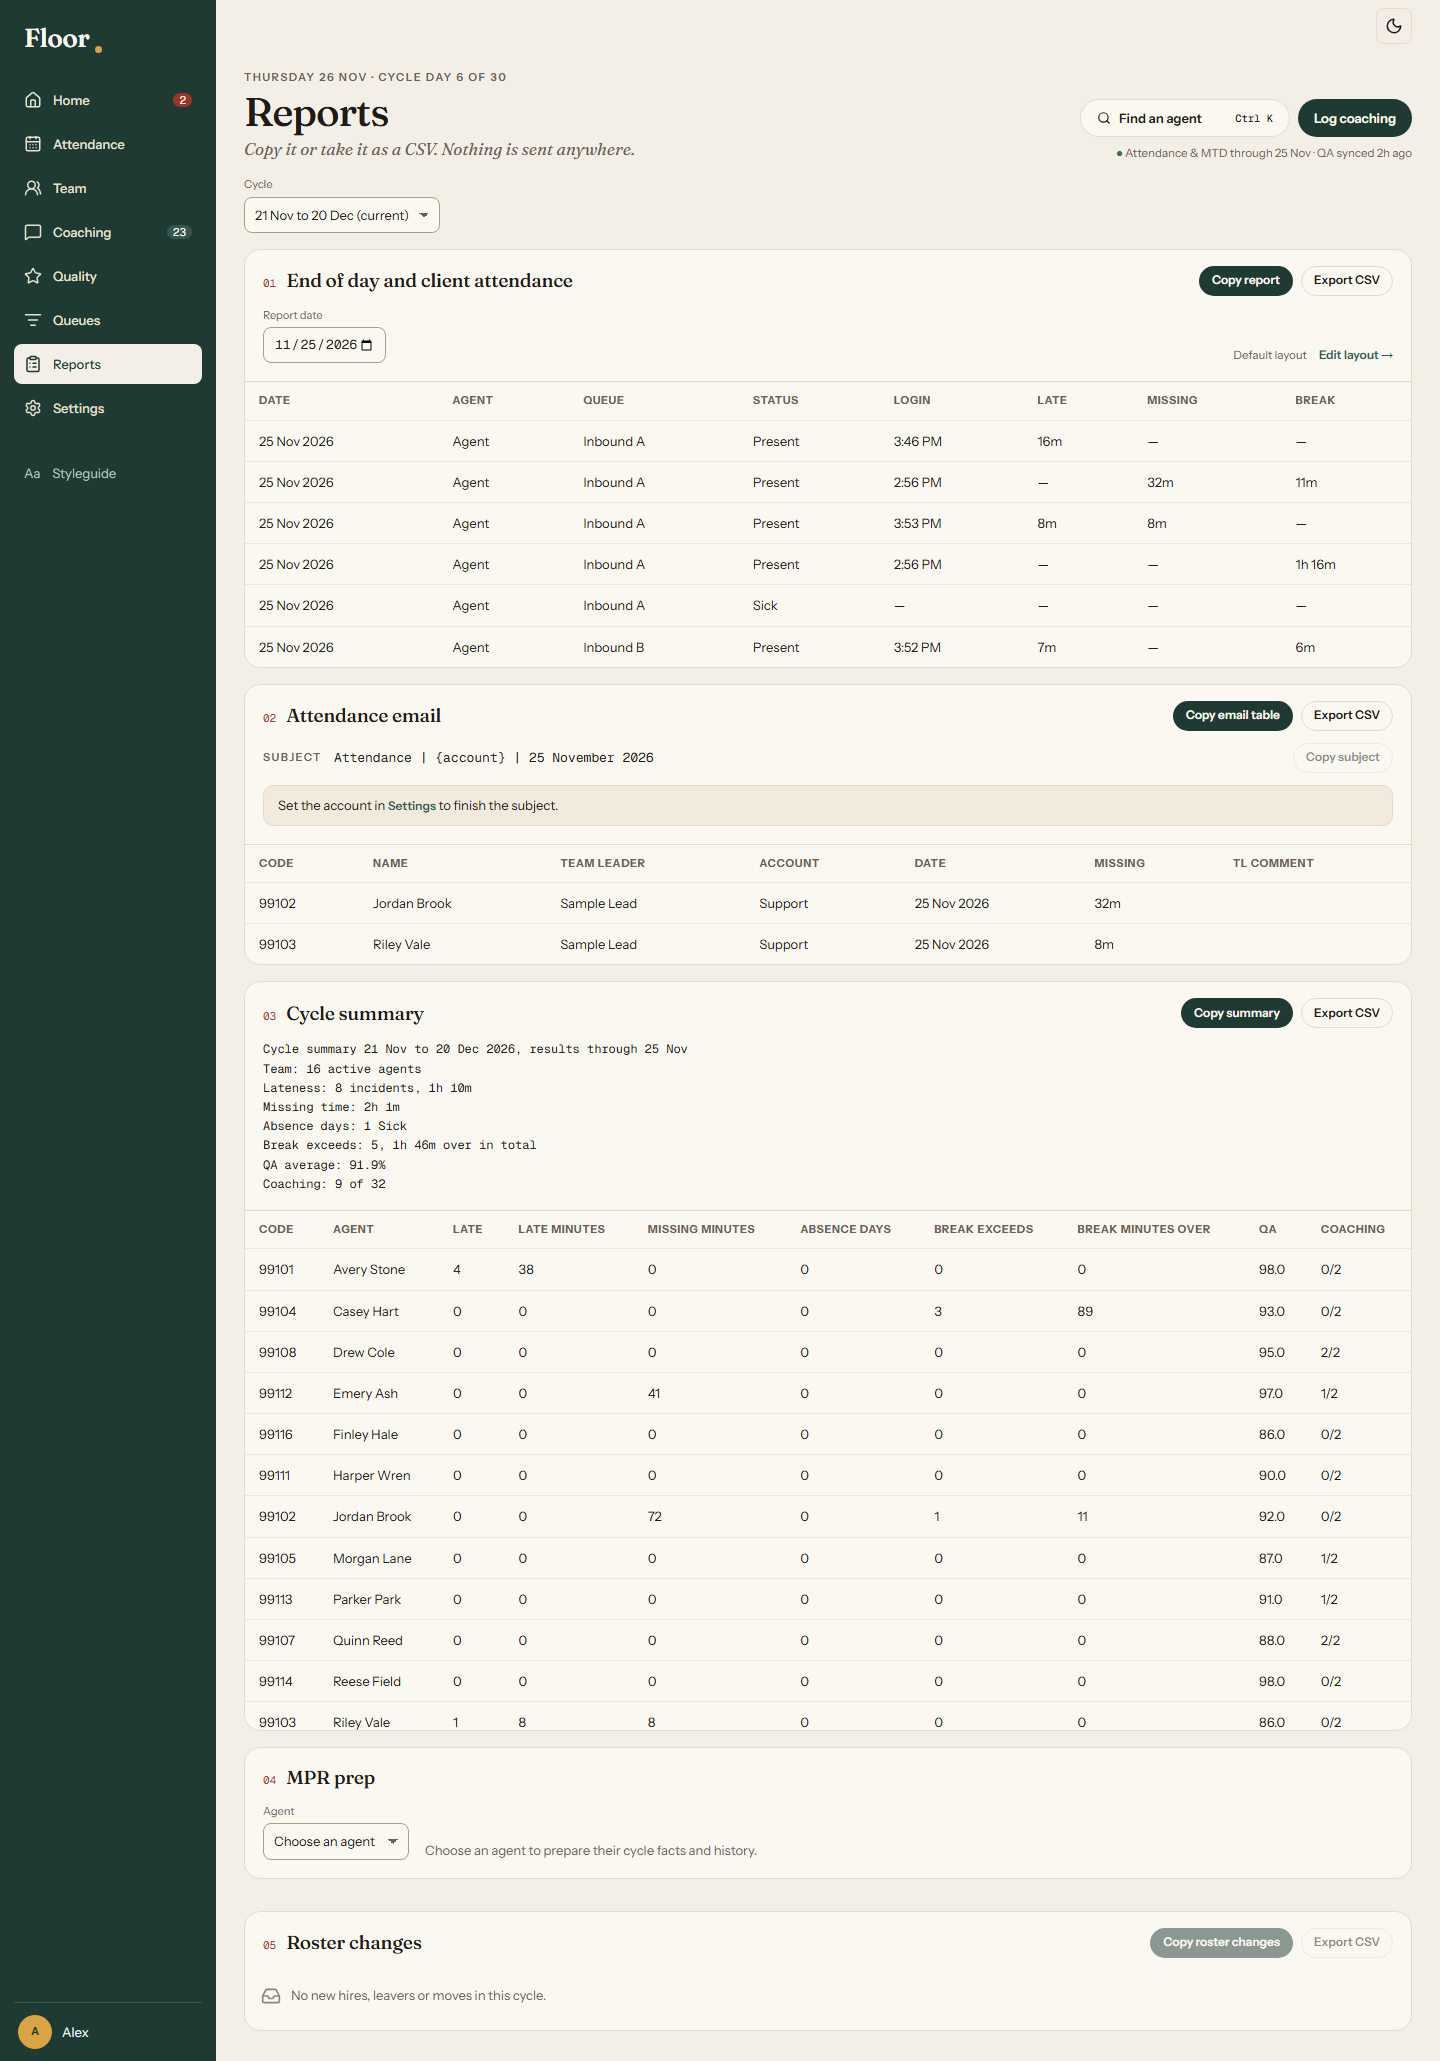 Floor.
Home 2
Attendance
Team
Coaching 23
Quality
Queues
Reports
Settings
Aa Styleguide
A Alex
THURSDAY 26 NOV · CYCLE DAY 6 OF 30
Reports
Copy it or take it as a CSV. Nothing is sent anywhere.
Find an agent Ctrl K
Log coaching
Attendance & MTD through 25 Nov · QA synced 2h ago
Cycle
21 Nov to 20 Dec (current)
01 End of day and client attendance Copy report Export CSV
Report date
11/25/2026
Default layout Edit layout →
DATE AGENT QUEUE STATUS LOGIN LATE MISSING BREAK
25 Nov 2026 Agent Inbound A Present 3:46 PM 16m — —
25 Nov 2026 Agent Inbound A Present 2:56 PM — 32m 11m
25 Nov 2026 Agent Inbound A Present 3:53 PM 8m 8m —
25 Nov 2026 Agent Inbound A Present 2:56 PM — — 1h 16m
25 Nov 2026 Agent Inbound A Sick — — — —
25 Nov 2026 Agent Inbound B Present 3:52 PM 7m — 6m
02 Attendance email Copy email table Export CSV
SUBJECT Attendance | {account} | 25 November 2026 Copy subject
Set the account in Settings to finish the subject.
CODE NAME TEAM LEADER ACCOUNT DATE MISSING TL COMMENT
99102 Jordan Brook Sample Lead Support 25 Nov 2026 32m
99103 Riley Vale Sample Lead Support 25 Nov 2026 8m
03 Cycle summary Copy summary Export CSV
Cycle summary 21 Nov to 20 Dec 2026, results through 25 Nov
Team: 16 active agents
Lateness: 8 incidents, 1h 10m
Missing time: 2h 1m
Absence days: 1 Sick
Break exceeds: 5, 1h 46m over in total
QA average: 91.9%
Coaching: 9 of 32
CODE AGENT LATE LATE MINUTES MISSING MINUTES ABSENCE DAYS BREAK EXCEEDS BREAK MINUTES OVER QA COACHING
99101 Avery Stone 4 38 0 0 0 0 98.0 0/2
99104 Casey Hart 0 0 0 0 3 89 93.0 0/2
99108 Drew Cole 0 0 0 0 0 0 95.0 2/2
99112 Emery Ash 0 0 41 0 0 0 97.0 1/2
99116 Finley Hale 0 0 0 0 0 0 86.0 0/2
99111 Harper Wren 0 0 0 0 0 0 90.0 0/2
99102 Jordan Brook 0 0 72 0 1 11 92.0 0/2
99105 Morgan Lane 0 0 0 0 0 0 87.0 1/2
99113 Parker Park 0 0 0 0 0 0 91.0 1/2
99107 Quinn Reed 0 0 0 0 0 0 88.0 2/2
99114 Reese Field 0 0 0 0 0 0 98.0 0/2
99103 Riley Vale 1 8 8 0 0 0 86.0 0/2
04 MPR prep
Agent
Choose an agent Choose an agent to prepare their cycle facts and history.
05 Roster changes Copy roster changes Export CSV
No new hires, leavers or moves in this cycle.